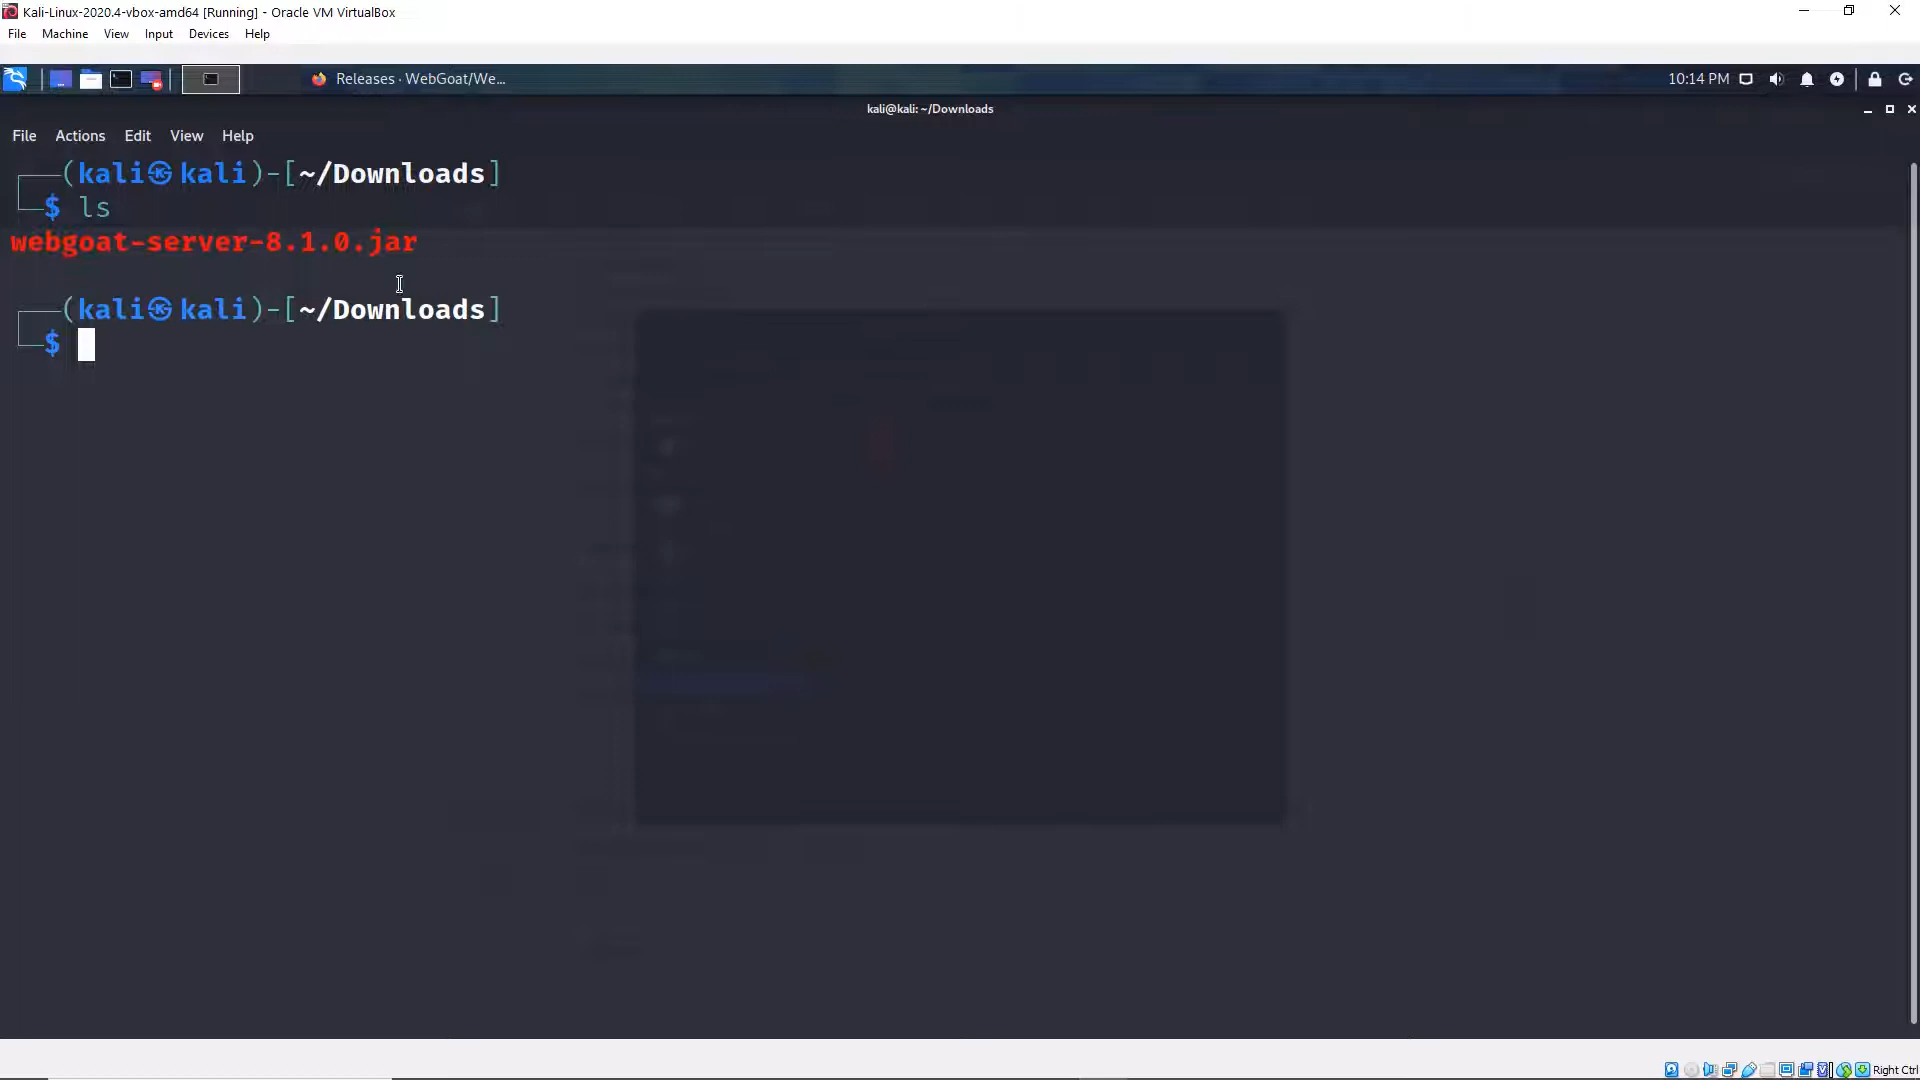 Kali-Linux-2020.4-vbox-amd64 [Running] - Oracle VM VirtualBox
File Machine View Input Devices Help
Releases · WebGoat/We... 10:14 PM
kali@kali: ~/Downloads
File Actions Edit View Help
┌──(kali㉿kali)-[~/Downloads]
└─$ ls
webgoat-server-8.1.0.jar
┌──(kali㉿kali)-[~/Downloads]
└─$
Right Ctrl